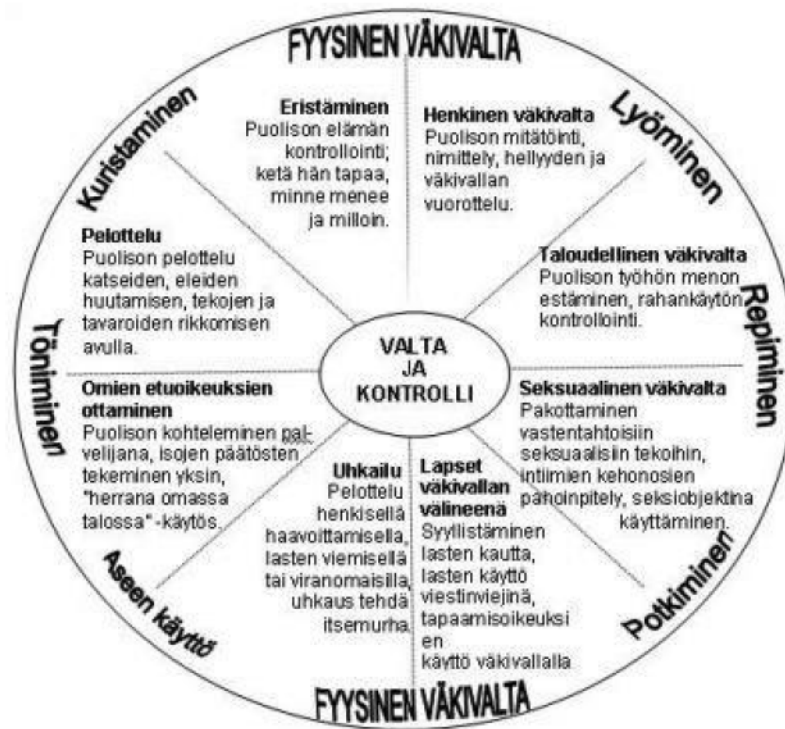 FYYSINEN VÄKIVALTA
Lyöminen
Repiminen
Potkiminen
FYYSINEN VÄKIVALTA
Aseen käyttö
Töniminen
Kuristaminen
Eristäminen
Puolison elämän
kontrollointi;
ketä hän tapaa,
minne menee
ja milloin.
Henkinen väkivalta
Puolison mitätöinti,
nimittely, hellyyden ja
väkivallan
vuorottelu.
Taloudellinen väkivalta
Puolison työhön menon
estäminen, rahankäytön
kontrollointi.
Seksuaalinen väkivalta
Pakottaminen
vastentahtoisiin
seksuaalisiin tekoihin,
intiimien kehonosien
pahoinpitely, seksiobjektina
käyttäminen.
Lapset
väkivallan
välineenä
Syyllistäminen
lasten kautta,
lasten käyttö
viestinviejinä,
tapaamisoikeuksi
en
käyttö väkivallalla
Uhkailu
Pelottelu
henkisellä
haavoittamisella,
lasten viemisellä
tai viranomaisilla,
uhkaus tehdä
itsemurha.
Omien etuoikeuksien
ottaminen
Puolison kohteleminen pal-
velijana, isojen päätösten
tekeminen yksin,
"herrana omassa
talossa" -käytös.
Pelottelu
Puolison pelottelu
katseiden, eleiden
huutamisen, tekojen ja
tavaroiden rikkomisen
avulla.
VALTA
JA
KONTROLLI